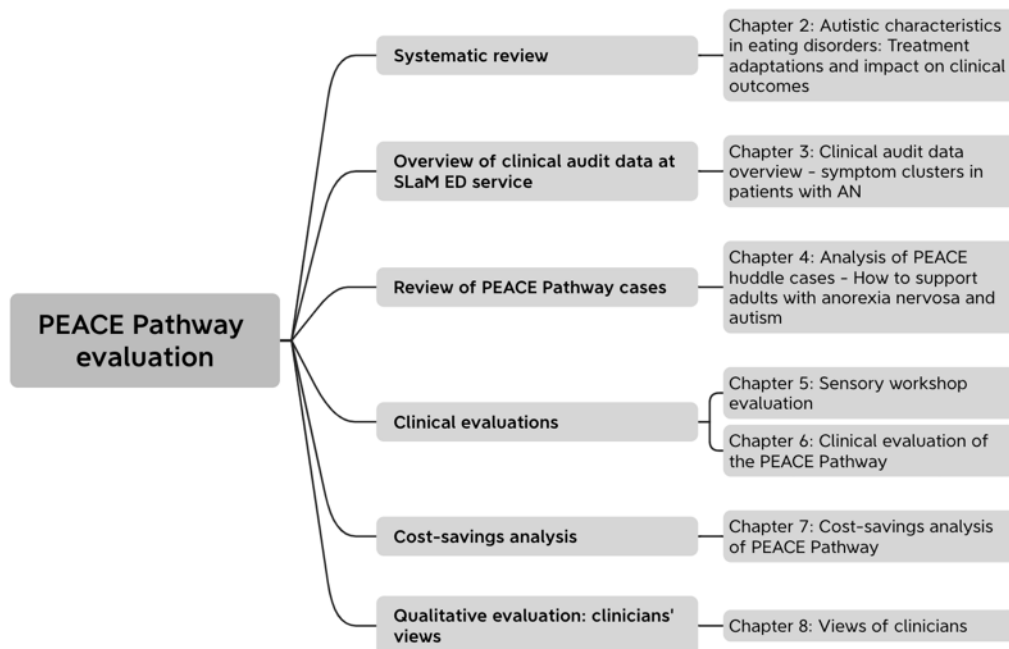 PEACE Pathway
evaluation
Systematic review
Chapter 2: Autistic characteristics
in eating disorders: Treatment
adaptations and impact on clinical
outcomes
Overview of clinical audit data at
SLaM ED service
Chapter 3: Clinical audit data
overview - symptom clusters in
patients with AN
Review of PEACE Pathway cases
Chapter 4: Analysis of PEACE
huddle cases - How to support
adults with anorexia nervosa and
autism
Clinical evaluations
Chapter 5: Sensory workshop
evaluation
Chapter 6: Clinical evaluation of
the PEACE Pathway
Cost-savings analysis
Chapter 7: Cost-savings analysis
of PEACE Pathway
Qualitative evaluation: clinicians'
views
Chapter 8: Views of clinicians